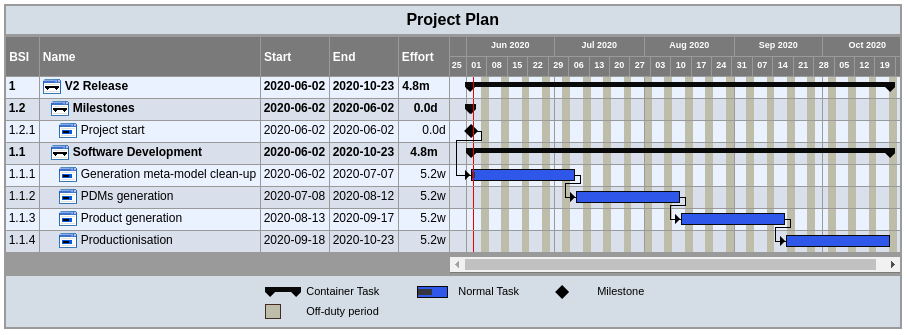 Project Plan
BSI Name Start End Effort Jun 2020 Jul 2020 Aug 2020 Sep 2020 Oct 2020
25 01 08 15 22 29 06 13 20 27 03 10 17 24 31 07 14 21 28 05 12 19
1 V2 Release 2020-06-02 2020-10-23 4.8m
1.2 Milestones 2020-06-02 2020-06-02 0.0d
1.2.1 Project start 2020-06-02 2020-06-02 0.0d
1.1 Software Development 2020-06-02 2020-10-23 4.8m
1.1.1 Generation meta-model clean-up 2020-06-02 2020-07-07 5.2w
1.1.2 PDMs generation 2020-07-08 2020-08-12 5.2w
1.1.3 Product generation 2020-08-13 2020-09-17 5.2w
1.1.4 Productionisation 2020-09-18 2020-10-23 5.2w
Container Task Normal Task Milestone
Off-duty period